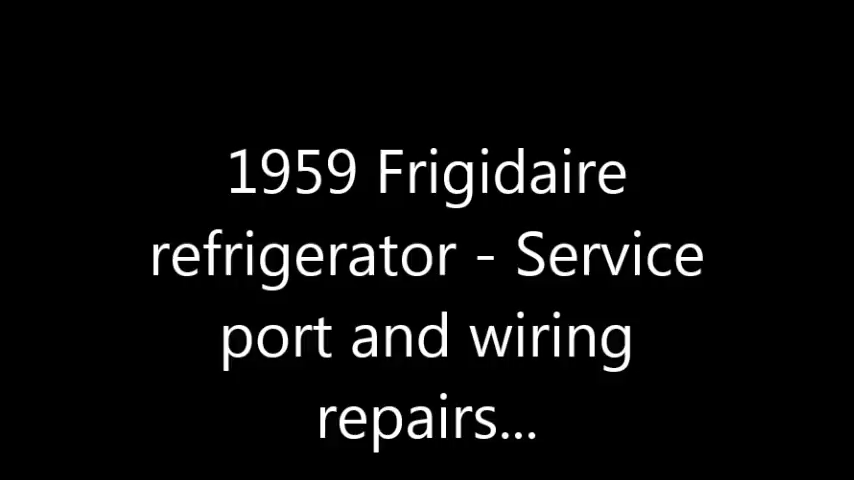 1959 Frigidaire
refrigerator - Service
port and wiring
repairs...